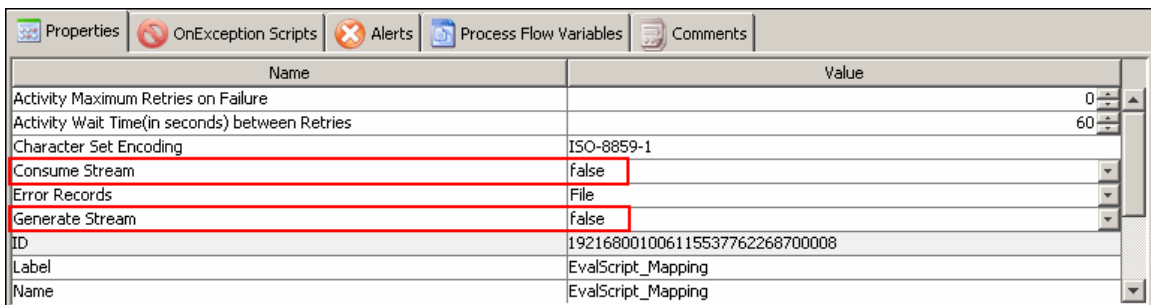 Properties OnException Scripts Alerts Process Flow Variables Comments
Name Value
Activity Maximum Retries on Failure 0
Activity Wait Time(in seconds) between Retries 60
Character Set Encoding ISO-8859-1
Consume Stream false
Error Records File
Generate Stream false
ID 1921680010061155377622687​00008
Label EvalScript_Mapping
Name EvalScript_Mapping